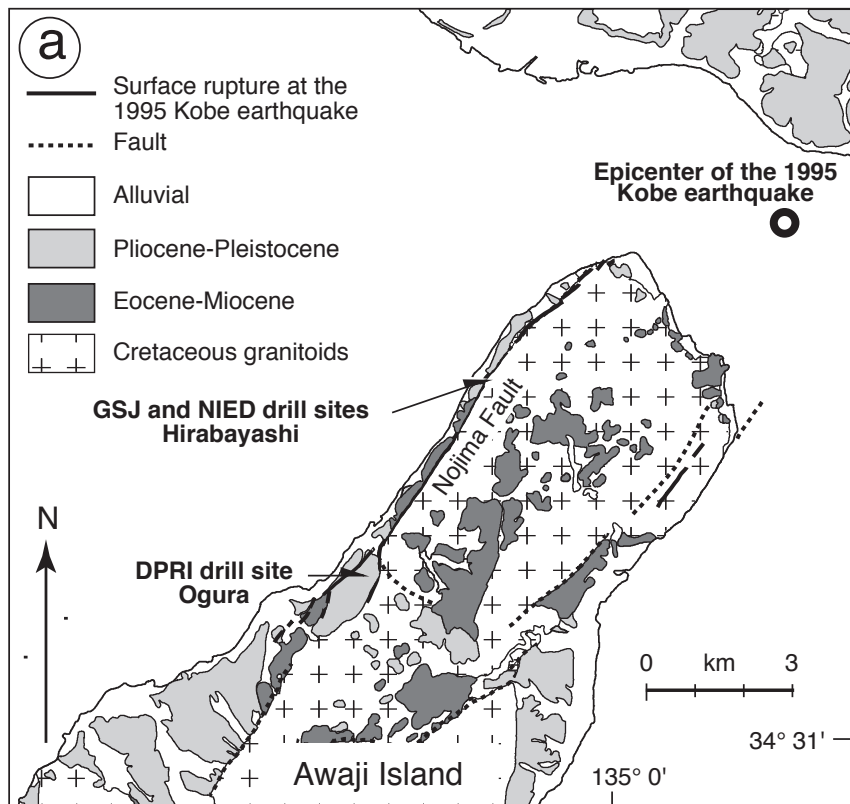 a
Surface rupture at the
1995 Kobe earthquake
Fault
Alluvial
Pliocene-Pleistocene
Eocene-Miocene
Cretaceous granitoids
Epicenter of the 1995
Kobe earthquake
GSJ and NIED drill sites
Hirabayashi
Nojima Fault
N
DPRI drill site
Ogura
0 km 3
34° 31'
Awaji Island
135° 0'